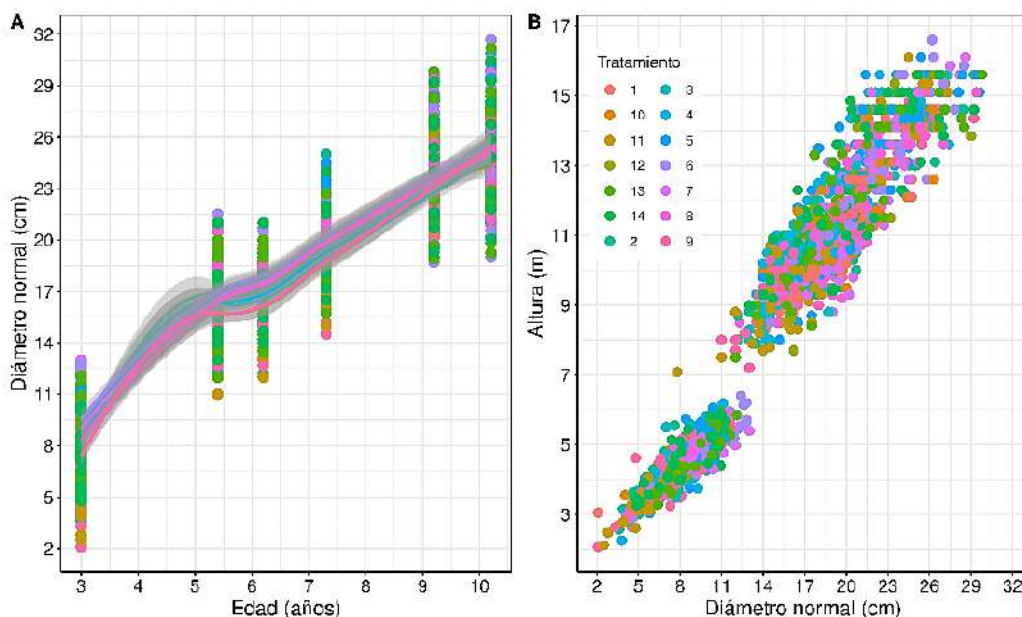 A
32
29
26
23
20
17
14
11
8
5
2
Diámetro normal (cm)
3 4 5 6 7 8 9 10
Edad (años)
B
17
15
13
11
9
7
5
3
Altura (m)
Tratamiento
1 3
10 4
11 5
12 6
13 7
14 8
2 9
2 5 8 11 14 17 20 23 26 29 32
Diámetro normal (cm)